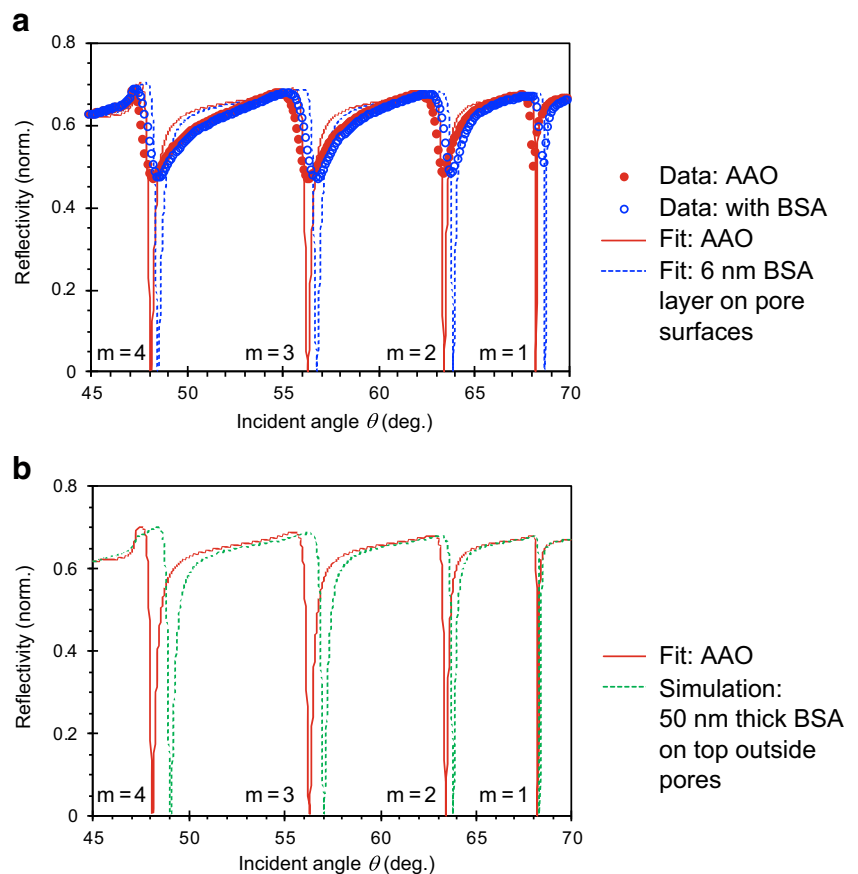 a
0.8
0.6
0.4
0.2
0
Reflectivity (norm.)
m = 4
m = 3
m = 2
m = 1
45
50
55
60
65
70
Incident angle θ (deg.)
Data: AAO
Data: with BSA
Fit: AAO
Fit: 6 nm BSA
layer on pore
surfaces
b
0.8
0.6
0.4
0.2
0
Reflectivity (norm.)
m = 4
m = 3
m = 2
m = 1
45
50
55
60
65
70
Incident angle θ (deg.)
Fit: AAO
Simulation:
50 nm thick BSA
on top outside
pores